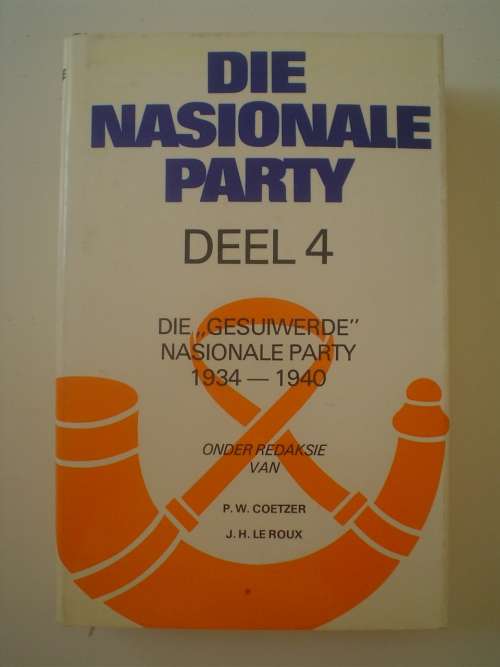 DIE
NASIONALE
PARTY
DEEL 4
DIE „GESUIWERDE”
NASIONALE PARTY
1934 — 1940
ONDER REDAKSIE
VAN
P. W. COETZER
J. H. LE ROUX